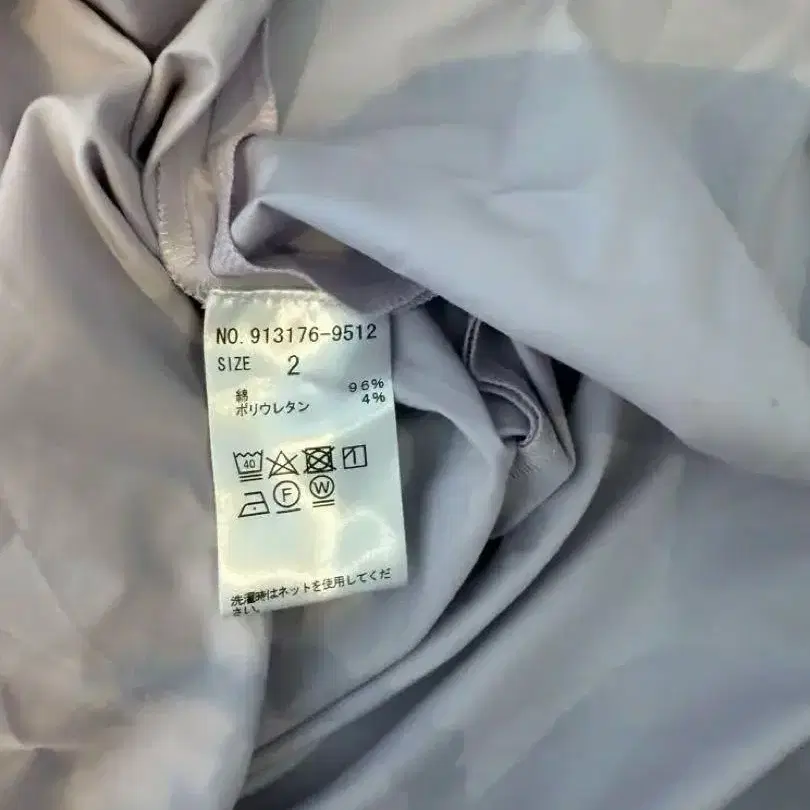 NO. 913176-9512
SIZE 2
綿 96%
ポリウレタン 4%
40
F W
洗濯時はネットを使用してくだ
さい。